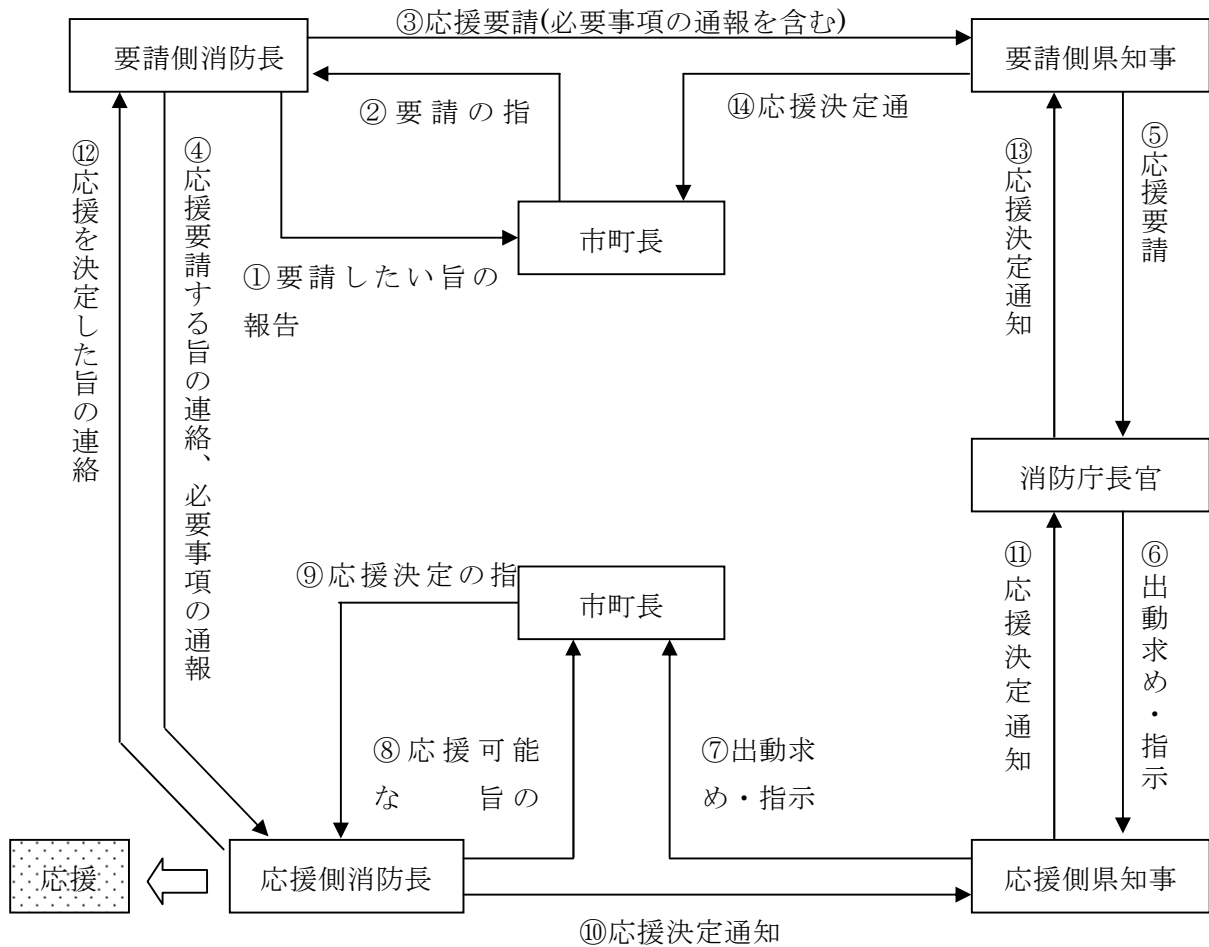 ③応援要請(必要事項の通報を含む)
要請側消防長
要請側県知事
②要請の指
⑭応援決定通
⑫応援を決定した旨の連絡
④応援要請する旨の連絡、必要事項の通報
⑬応援決定通知
⑤応援要請
市町長
①要請したい旨の
報告
消防庁長官
⑨応援決定の指
市町長
⑪応援決定通知
⑥出動求め・指示
⑧応援可能
な 旨の
⑦出動求
め・指示
応援
応援側消防長
応援側県知事
⑩応援決定通知